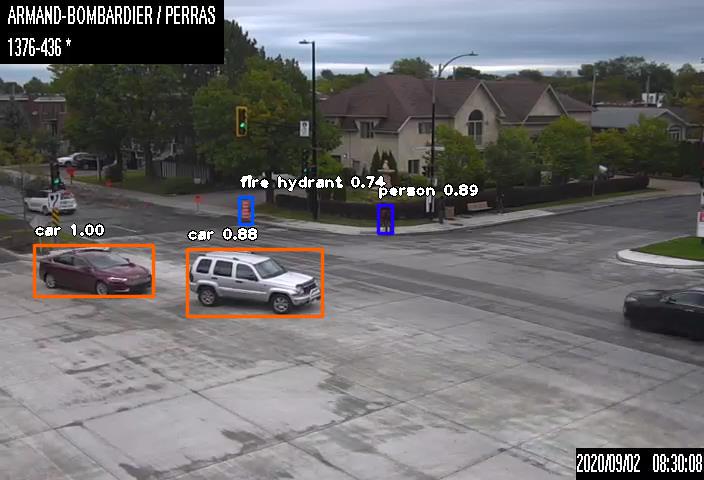 ARMAND-BOMBARDIER / PERRAS
1376-436 *
fire hydrant 0.74
person 0.89
car 1.00
car 0.88
2020/09/02 08:30:08